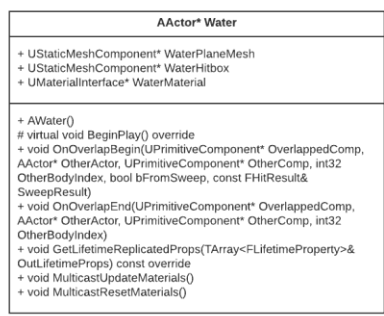 AActor* Water
+ UStaticMeshComponent* WaterPlaneMesh
+ UStaticMeshComponent* WaterHitbox
+ UMaterialInterface* WaterMaterial
+ AWater()
# virtual void BeginPlay() override
+ void OnOverlapBegin(UPrimitiveComponent* OverlappedComp,
AActor* OtherActor, UPrimitiveComponent* OtherComp, int32
OtherBodyIndex, bool bFromSweep, const FHitResult&
SweepResult)
+ void OnOverlapEnd(UPrimitiveComponent* OverlappedComp,
AActor* OtherActor, UPrimitiveComponent* OtherComp, int32
OtherBodyIndex)
+ void GetLifetimeReplicatedProps(TArray<FLifetimeProperty>&
OutLifetimeProps) const override
+ void MulticastUpdateMaterials()
+ void MulticastResetMaterials()